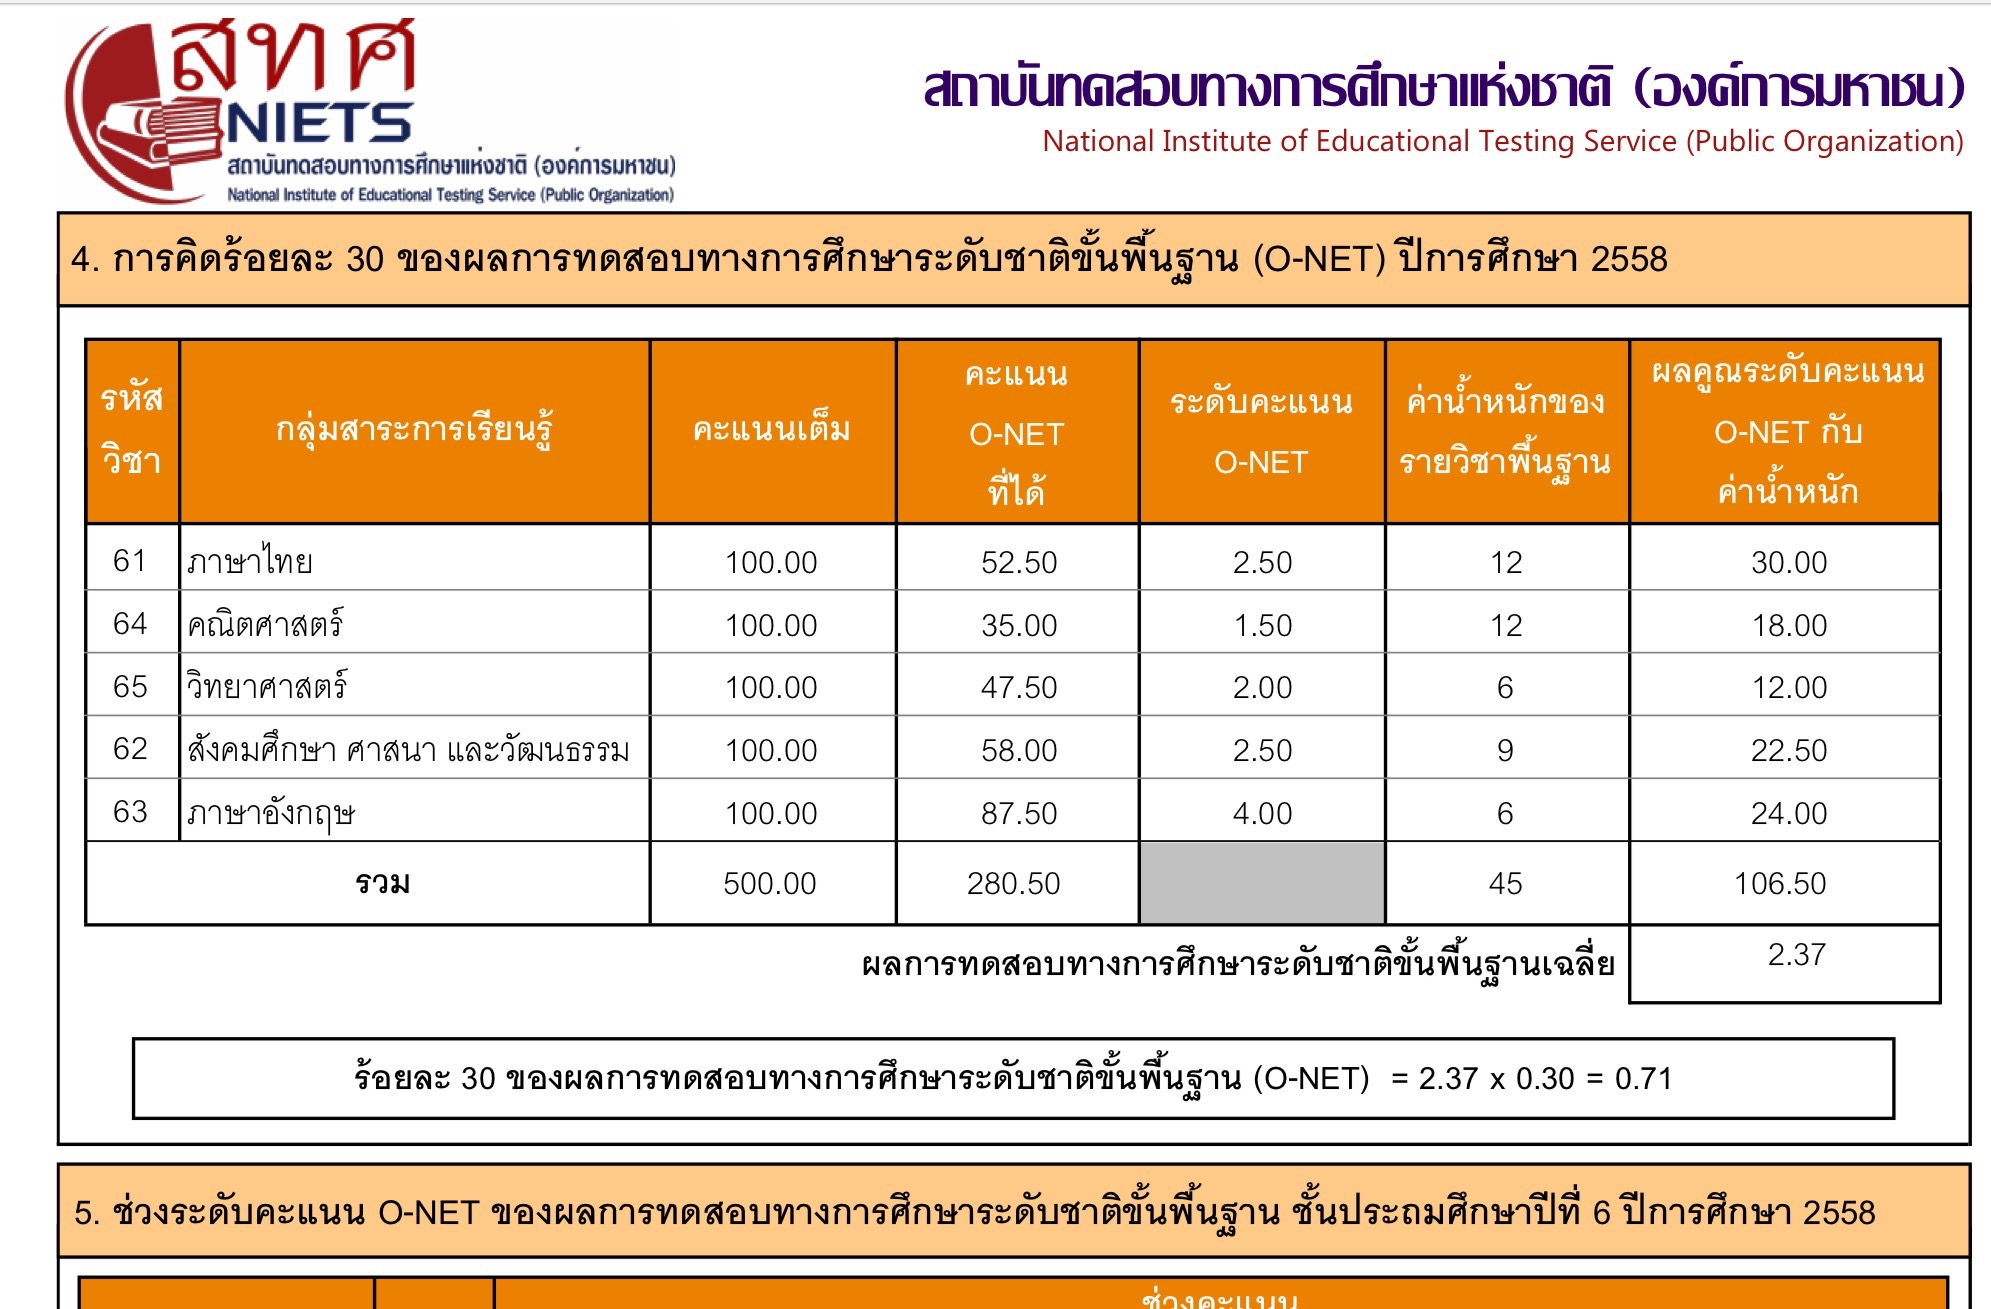 สทศ
NIETS
สถาบันทดสอบทางการศึกษาแห่งชาติ (องค์การมหาชน)
National Institute of Educational Testing Service (Public Organization)
สถาบันทดสอบทางการศึกษาแห่งชาติ (องค์การมหาชน)
National Institute of Educational Testing Service (Public Organization)
4. การคิดร้อยละ 30 ของผลการทดสอบทางการศึกษาระดับชาติขั้นพื้นฐาน (O-NET) ปีการศึกษา 2558
รหัส
วิชา
กลุ่มสาระการเรียนรู้
คะแนนเต็ม
คะแนน
O-NET
ที่ได้
ระดับคะแนน
O-NET
ค่าน้ำหนักของ
รายวิชาพื้นฐาน
ผลคูณระดับคะแนน
O-NET กับ
ค่าน้ำหนัก
61 ภาษาไทย 100.00 52.50 2.50 12 30.00
64 คณิตศาสตร์ 100.00 35.00 1.50 12 18.00
65 วิทยาศาสตร์ 100.00 47.50 2.00 6 12.00
62 สังคมศึกษา ศาสนา และวัฒนธรรม 100.00 58.00 2.50 9 22.50
63 ภาษาอังกฤษ 100.00 87.50 4.00 6 24.00
รวม 500.00 280.50 45 106.50
ผลการทดสอบทางการศึกษาระดับชาติขั้นพื้นฐานเฉลี่ย 2.37
ร้อยละ 30 ของผลการทดสอบทางการศึกษาระดับชาติขั้นพื้นฐาน (O-NET) = 2.37 x 0.30 = 0.71
5. ช่วงระดับคะแนน O-NET ของผลการทดสอบทางการศึกษาระดับชาติขั้นพื้นฐาน ชั้นประถมศึกษาปีที่ 6 ปีการศึกษา 2558
ช่วงคะแนน